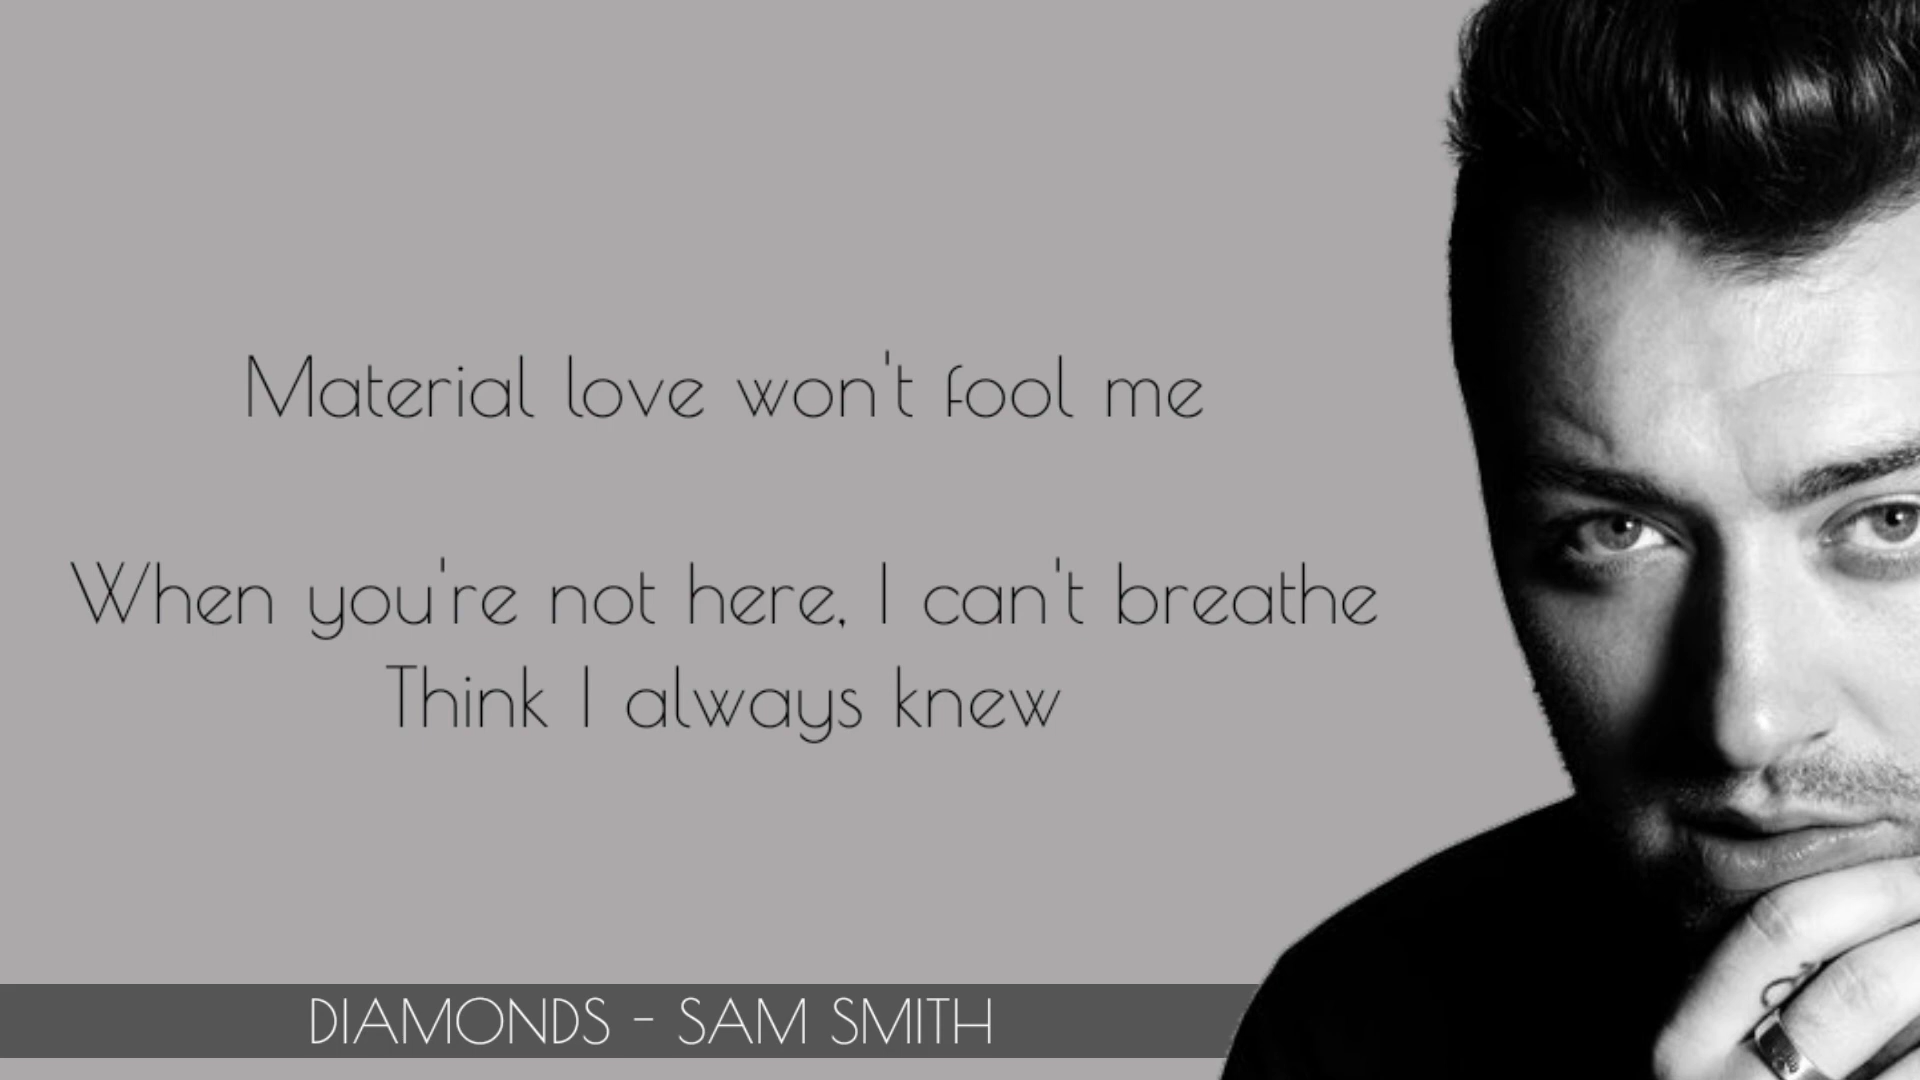 Material love won't fool me
When you're not here, I can't breathe
Think I always knew
DIAMONDS - SAM SMITH